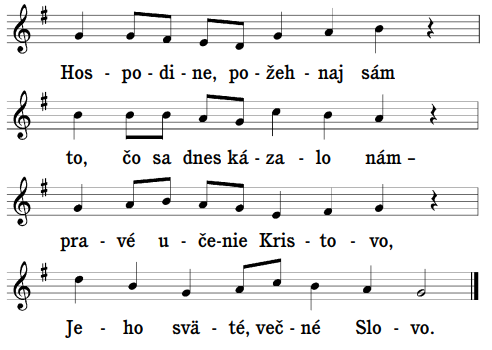 Hos - po - di - ne, po - žeh - naj sám
to, čo sa dnes ká - za - lo nám –
pra - vé u - če - nie Kris - to - vo,
Je - ho svä - té, več - né Slo - vo.